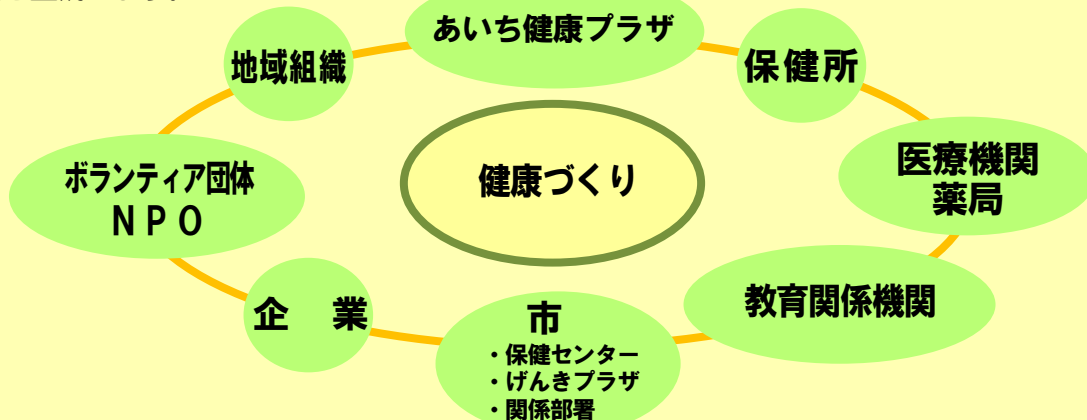 あいち健康プラザ
地域組織
保健所
健康づくり
医療機関
薬局
ボランティア団体
ＮＰＯ
教育関係機関
企　業
市
・保健センター
・げんきプラザ
・関係部署